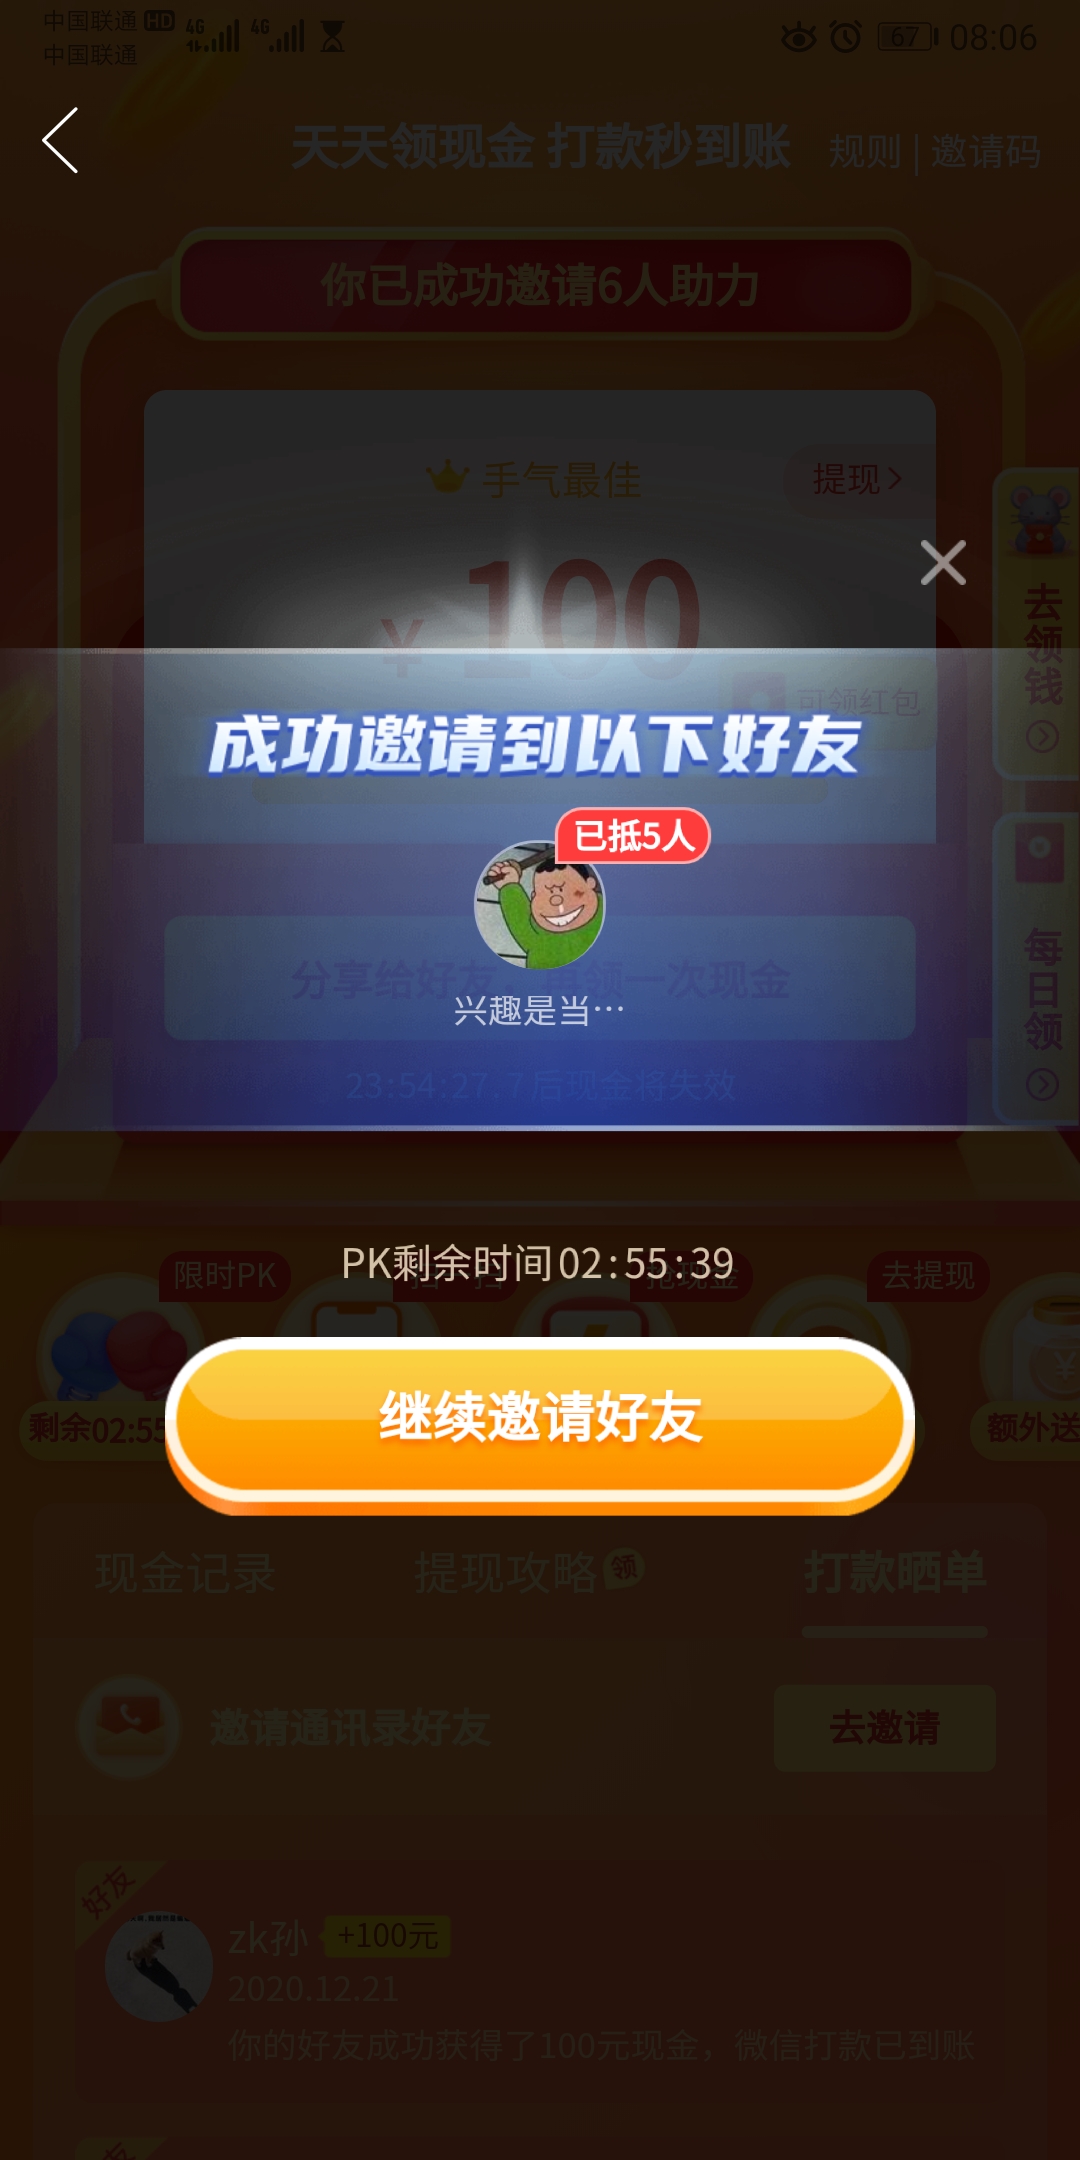 中国联通 HD 4G 4G 67 08:06
中国联通
天天领现金 打款秒到账 规则 | 邀请码
你已成功邀请6人助力
手气最佳
提现>
¥100
去领钱
可领红包
成功邀请到以下好友
已抵5人
分享给好友 再领一次现金
兴趣是当...
每日领
23:54:27.7后现金将失效
限时PK
抢现金
去提现
PK剩余时间02:55:39
继续邀请好友
剩余02:55
额外送
现金记录 提现攻略 领 打款晒单
邀请通讯录好友 去邀请
好友
zk孙 +100元
2020.12.21
你的好友成功获得了100元现金，微信打款已到账